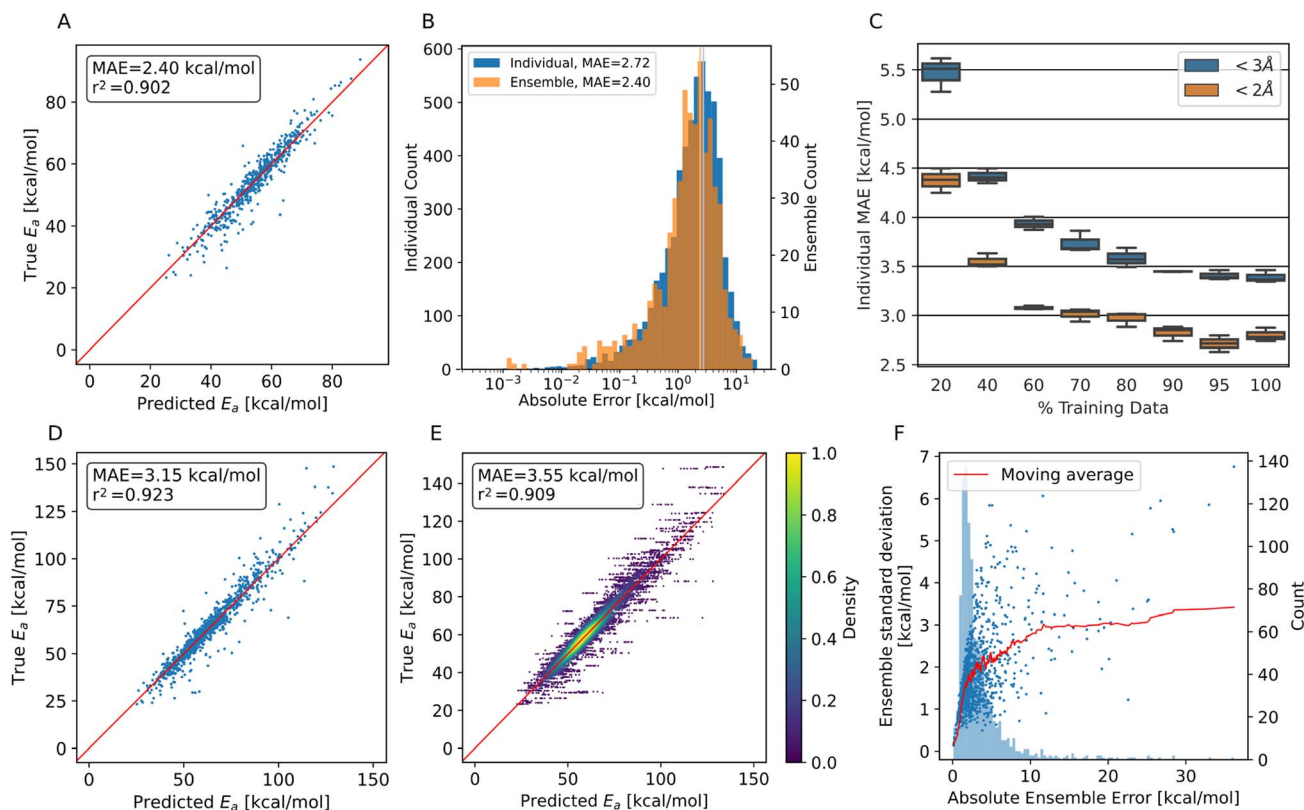 A
MAE=2.40 kcal/mol
r²=0.902
True Eₐ [kcal/mol]
80
60
40
20
0
0 20 40 60 80
Predicted Eₐ [kcal/mol]
B
Individual, MAE=2.72
Ensemble, MAE=2.40
Individual Count
600
500
400
300
200
100
0
Ensemble Count
50
40
30
20
10
0
10⁻³ 10⁻² 10⁻¹ 10⁰ 10¹
Absolute Error [kcal/mol]
C
< 3Å
< 2Å
Individual MAE [kcal/mol]
5.5
5.0
4.5
4.0
3.5
3.0
2.5
20 40 60 70 80 90 95 100
% Training Data
D
MAE=3.15 kcal/mol
r²=0.923
True Eₐ [kcal/mol]
150
125
100
75
50
25
0
0 50 100 150
Predicted Eₐ [kcal/mol]
E
MAE=3.55 kcal/mol
r²=0.909
True Eₐ [kcal/mol]
140
120
100
80
60
40
20
0
0 50 100 150
Predicted Eₐ [kcal/mol]
1.0
0.8
0.6
0.4
0.2
0.0
Density
F
Moving average
Ensemble standard deviation
[kcal/mol]
7
6
5
4
3
2
1
0
140
120
100
80
60
40
20
0
Count
0 10 20 30
Absolute Ensemble Error [kcal/mol]